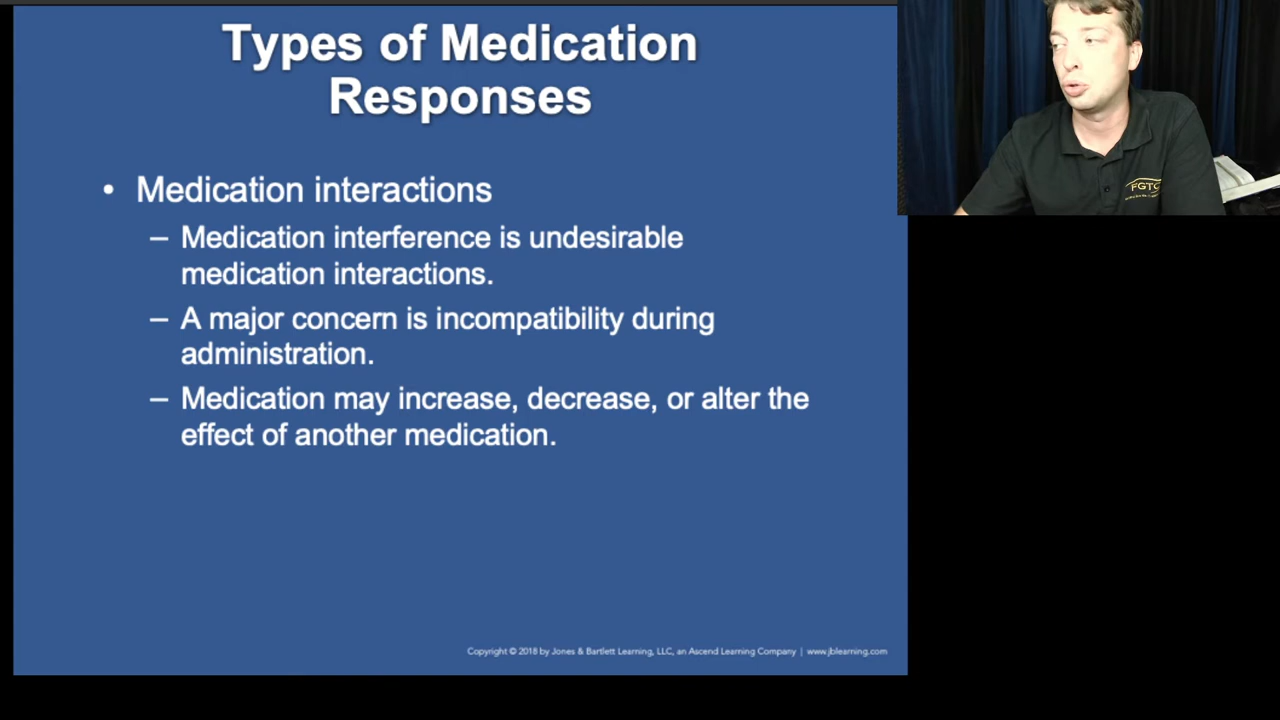 Types of Medication
Responses
• Medication interactions
– Medication interference is undesirable
medication interactions.
– A major concern is incompatibility during
administration.
– Medication may increase, decrease, or alter the
effect of another medication.
Copyright © 2018 by Jones & Bartlett Learning, LLC, an Ascend Learning Company | www.jblearning.com
FGTC